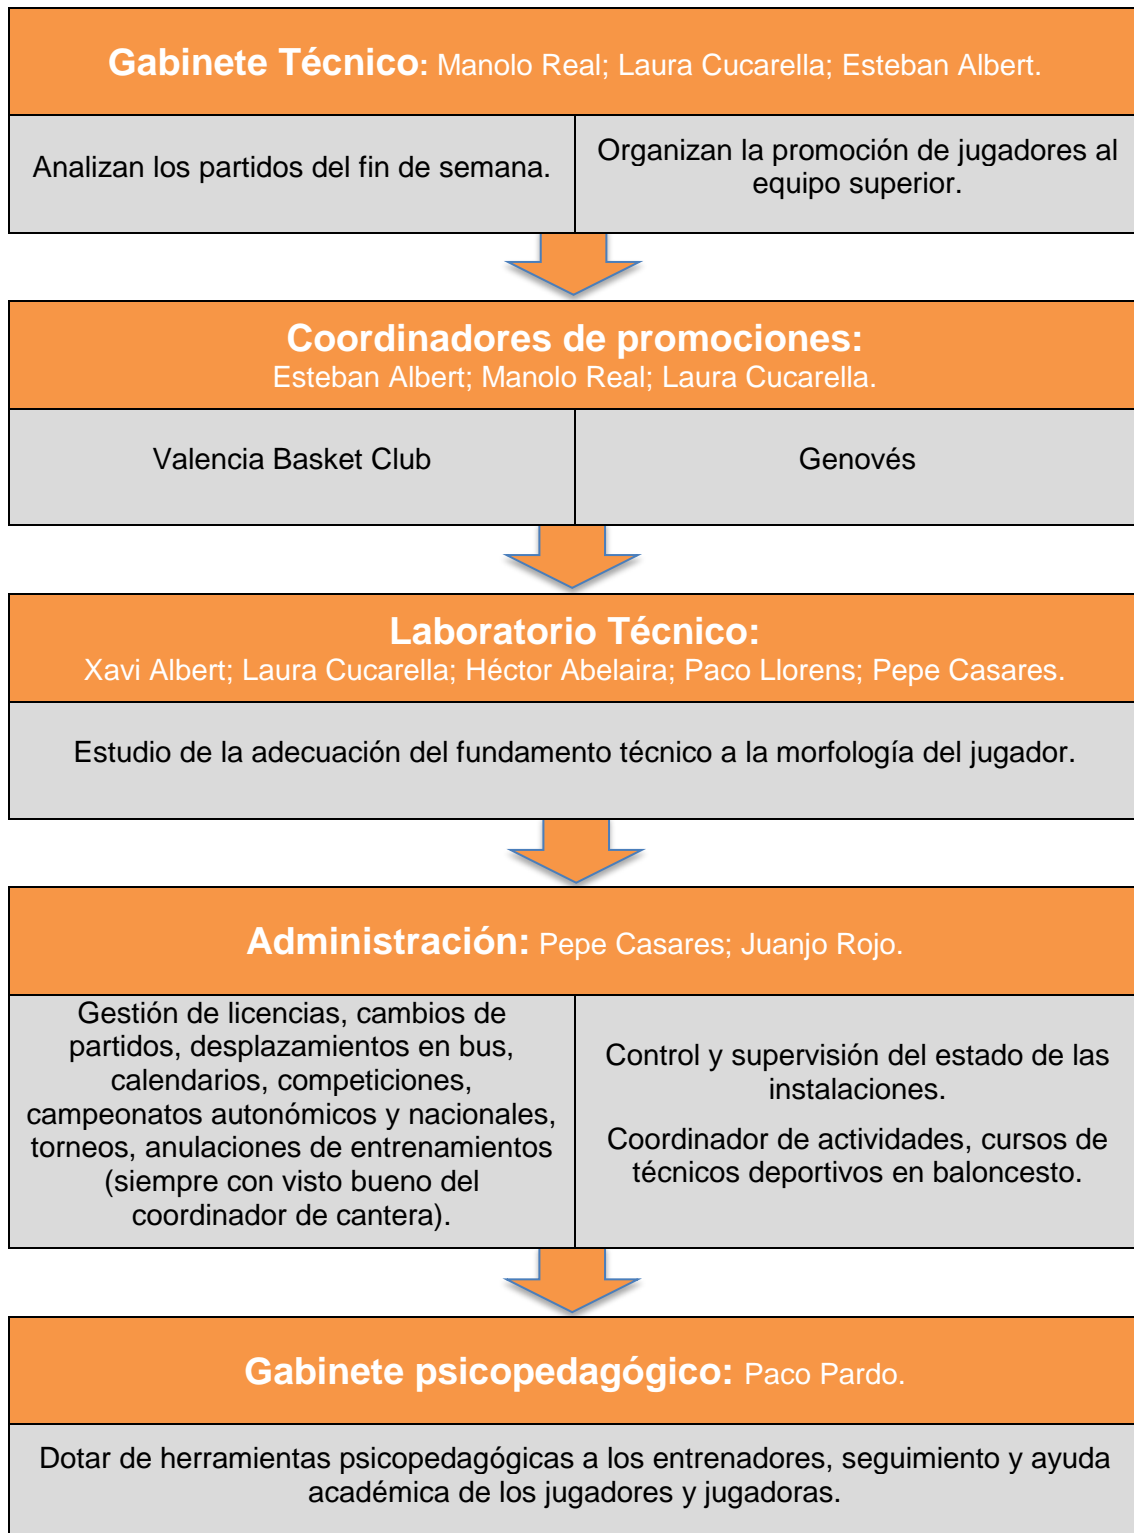 Gabinete Técnico: Manolo Real; Laura Cucarella; Esteban Albert.
Analizan los partidos del fin de semana.
Organizan la promoción de jugadores al
equipo superior.
Coordinadores de promociones:
Esteban Albert; Manolo Real; Laura Cucarella.
Valencia Basket Club
Genovés
Laboratorio Técnico:
Xavi Albert; Laura Cucarella; Héctor Abelaira; Paco Llorens; Pepe Casares.
Estudio de la adecuación del fundamento técnico a la morfología del jugador.
Administración: Pepe Casares; Juanjo Rojo.
Gestión de licencias, cambios de
partidos, desplazamientos en bus,
calendarios, competiciones,
campeonatos autonómicos y nacionales,
torneos, anulaciones de entrenamientos
(siempre con visto bueno del
coordinador de cantera).
Control y supervisión del estado de las
instalaciones.
Coordinador de actividades, cursos de
técnicos deportivos en baloncesto.
Gabinete psicopedagógico: Paco Pardo.
Dotar de herramientas psicopedagógicas a los entrenadores, seguimiento y ayuda
académica de los jugadores y jugadoras.